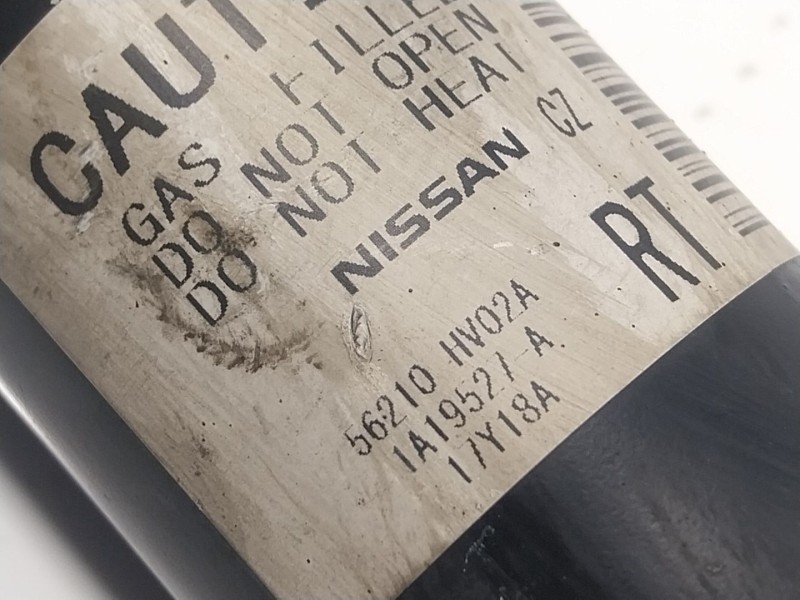 CAUT
GAS FILLED
DO NOT OPEN
DO NOT HEAT
NISSAN CZ
RT
56210 HV02A
1A19527-A.
17Y18A